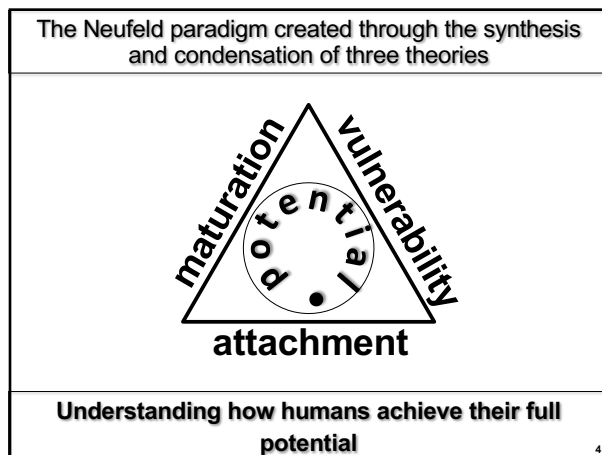 The Neufeld paradigm created through the synthesis
and condensation of three theories
maturation
vulnerability
potential •
attachment
Understanding how humans achieve their full
potential
4